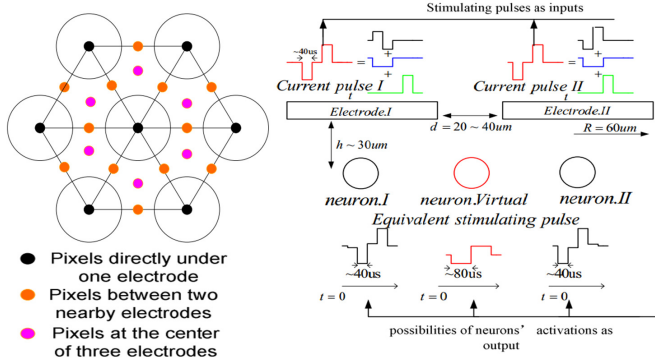 Stimulating pulses as inputs
~40us
+
+
+
+
Current pulse I
Current pulse II
t
t
Electrode.I
Electrode.II
d = 20 ~ 40um
R = 60um
h ~ 30um
neuron.I
neuron.Virtual
neuron.II
Equivalent stimulating pulse
~40us
~80us
~40us
t = 0
t = 0
t = 0
possibilities of neurons' activations as
output
Pixels directly under
one electrode
Pixels between two
nearby electrodes
Pixels at the center
of three electrodes